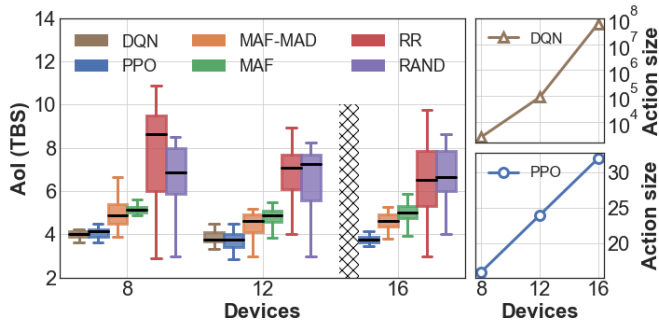 14
12
10
8
6
4
2
AoI (TBS)
DQN
PPO
MAF-MAD
MAF
RR
RAND
8
12
16
Devices
DQN
10^8
10^7
10^6
10^5
10^4
Action size
PPO
30
25
20
Action size
8
12
16
Devices